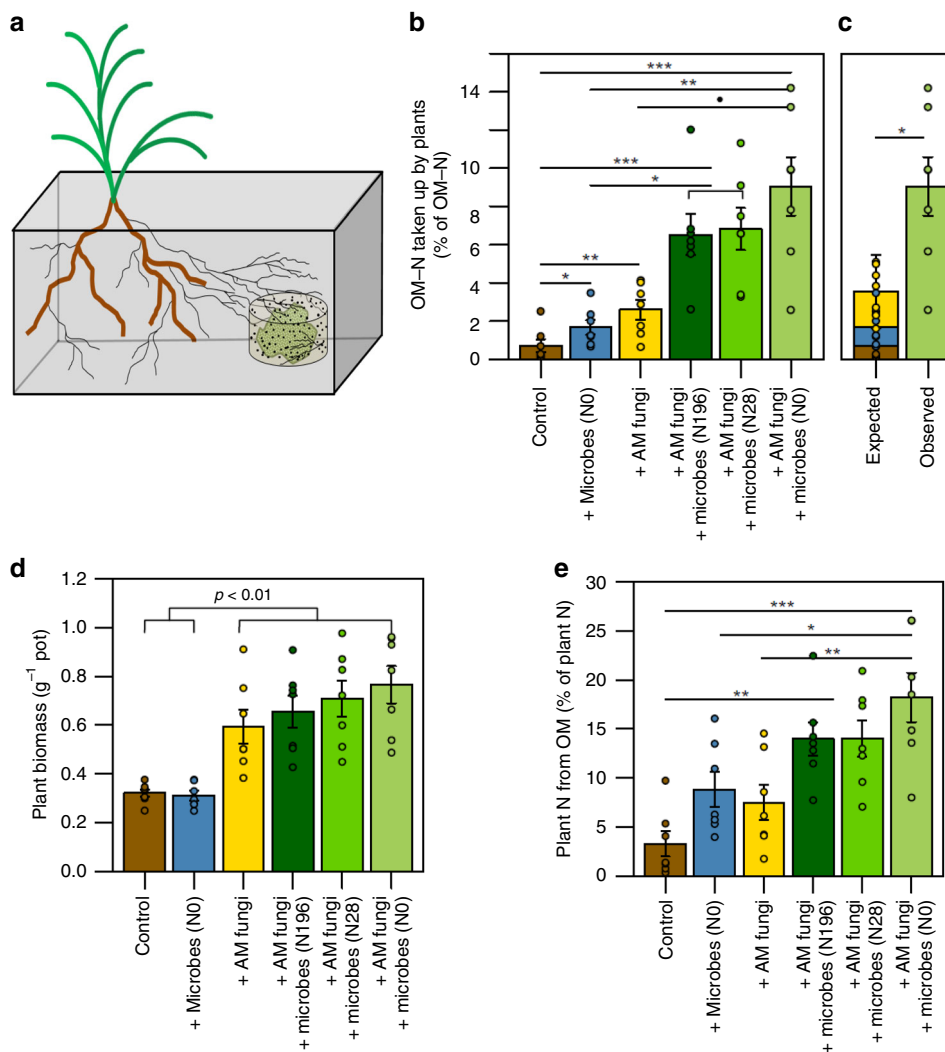 a
b
OM–N taken up by plants
(% of OM–N)
14
10
8
6
4
2
0
***
**
•
***
*
**
*
Control
+ Microbes (N0)
+ AM fungi
+ AM fungi
+ microbes (N196)
+ AM fungi
+ microbes (N28)
+ AM fungi
+ microbes (N0)
c
*
Expected
Observed
d
Plant biomass (g⁻¹ pot)
1.2
1.0
0.8
0.6
0.4
0.2
0.0
p < 0.01
Control
+ Microbes (N0)
+ AM fungi
+ AM fungi
+ microbes (N196)
+ AM fungi
+ microbes (N28)
+ AM fungi
+ microbes (N0)
e
Plant N from OM (% of plant N)
30
25
20
15
10
5
0
***
*
**
**
Control
+ Microbes (N0)
+ AM fungi
+ AM fungi
+ microbes (N196)
+ AM fungi
+ microbes (N28)
+ AM fungi
+ microbes (N0)